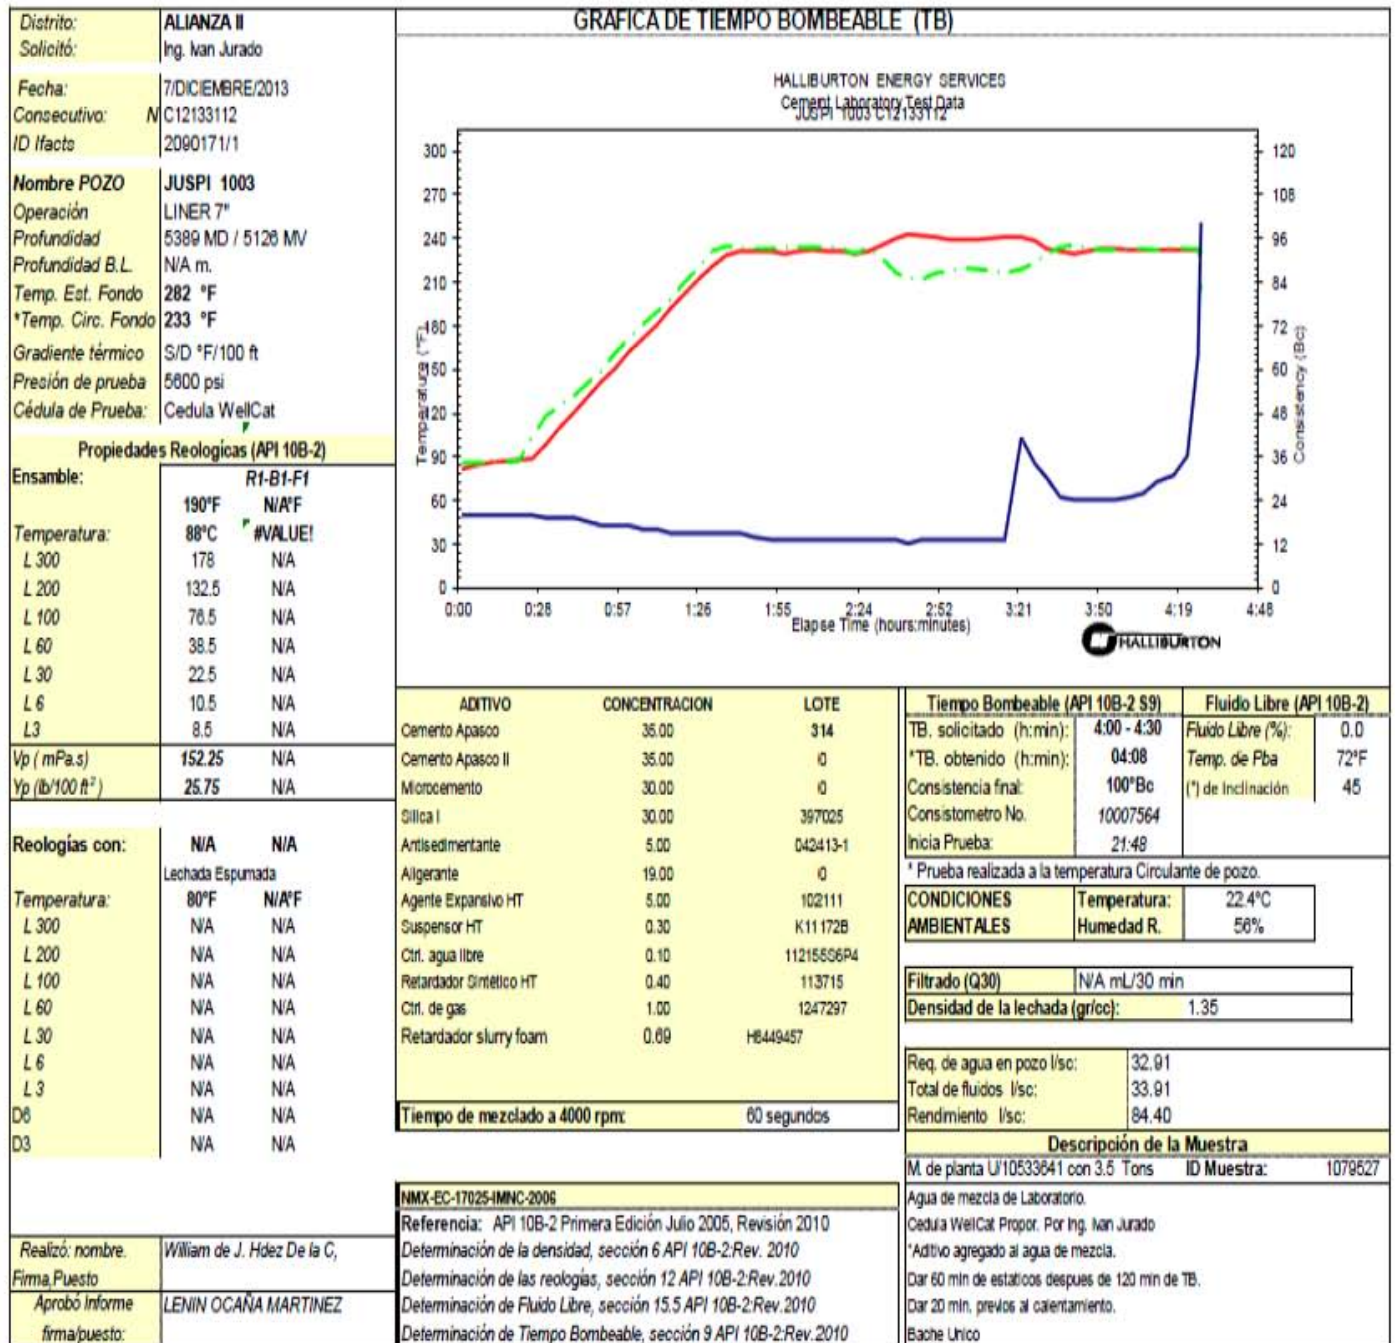 Distrito: ALIANZA II
Solicitó: Ing. Ivan Jurado
Fecha: 7/DICIEMBRE/2013
Consecutivo: N C12133112
ID Ifacts 2090171/1
Nombre POZO JUSPI 1003
Operación LINER 7"
Profundidad 5389 MD / 5126 MV
Profundidad B.L. N/A m.
Temp. Est. Fondo 282 °F
*Temp. Circ. Fondo 233 °F
Gradiente térmico S/D °F/100 ft
Presión de prueba 5600 psi
Cédula de Prueba: Cedula WellCat
Propiedades Reologícas (API 10B-2)
Ensamble: R1-B1-F1
190°F N/A°F
Temperatura: 88°C #VALUE!
L 300 178 N/A
L 200 132.5 N/A
L 100 76.5 N/A
L 60 38.5 N/A
L 30 22.5 N/A
L 6 10.5 N/A
L3 8.5 N/A
Vp ( mPa.s) 152.25 N/A
Yp (lb/100 ft²) 25.75 N/A
Reologías con: N/A N/A
Lechada Espumada
Temperatura: 80°F N/A°F
L 300 N/A N/A
L 200 N/A N/A
L 100 N/A N/A
L 60 N/A N/A
L 30 N/A N/A
L 6 N/A N/A
L 3 N/A N/A
D6 N/A N/A
D3 N/A N/A
Realizó: nombre. William de J. Hdez De la C,
Firma,Puesto
Aprobó Informe LENIN OCAÑA MARTINEZ
firma/puesto:
GRAFICA DE TIEMPO BOMBEABLE (TB)
HALLIBURTON ENERGY SERVICES
Cement Laboratory Test Data
JUSPI 1003 C12133112
Temperature (°F)
300
270
240
210
180
150
120
90
60
30
0
Consistency (Bc)
120
108
96
84
72
60
48
36
24
12
0
0:00 0:28 0:57 1:26 1:55 2:24 2:52 3:21 3:50 4:19 4:48
Elapse Time (hours:minutes)
HALLIBURTON
ADITIVO CONCENTRACION LOTE
Cemento Apasco 35.00 314
Cemento Apasco II 35.00 0
Microcemento 30.00 0
Silica I 30.00 397025
Antisedimentante 5.00 042413-1
Aligerante 19.00 0
Agente Expansivo HT 5.00 102111
Suspensor HT 0.30 K11172B
Ctrl. agua libre 0.10 112155S6P4
Retardador Sintético HT 0.40 113715
Ctrl. de gas 1.00 1247297
Retardador slurry foam 0.69 H6449457
Tiempo de mezclado a 4000 rpm: 60 segundos
NMX-EC-17025-IMNC-2006
Referencia: API 10B-2 Primera Edición Julio 2005, Revisión 2010
Determinación de la densidad, sección 6 API 10B-2:Rev. 2010
Determinación de las reologías, sección 12 API 10B-2:Rev.2010
Determinación de Fluido Libre, sección 15.5 API 10B-2:Rev.2010
Determinación de Tiempo Bombeable, sección 9 API 10B-2:Rev.2010
Tiempo Bombeable (API 10B-2 S9)
TB. solicitado (h:min): 4:00 - 4:30
*TB. obtenido (h:min): 04:08
Consistencia final: 100°Bc
Consistometro No. 10007564
Inicia Prueba: 21:48
Fluido Libre (API 10B-2)
Fluido Libre (%): 0.0
Temp. de Pba 72°F
(°) de Inclinación 45
* Prueba realizada a la temperatura Circulante de pozo.
CONDICIONES Temperatura: 22.4°C
AMBIENTALES Humedad R. 56%
Filtrado (Q30) N/A mL/30 min
Densidad de la lechada (gr/cc): 1.35
Req. de agua en pozo l/sc: 32.91
Total de fluidos l/sc: 33.91
Rendimiento l/sc: 84.40
Descripción de la Muestra
M. de planta U/10533641 con 3.5 Tons ID Muestra: 1079527
Agua de mezcla de Laboratorio.
Cedula WellCat Propor. Por Ing. Ivan Jurado
*Aditivo agregado al agua de mezcla.
Dar 60 min de estaticos despues de 120 min de TB.
Dar 20 min. previos al calentamiento.
Bache Unico